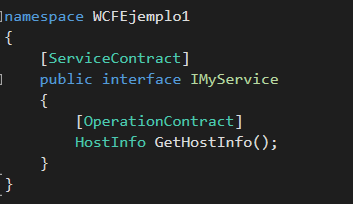 namespace WCFEjemplo1
{
    [ServiceContract]
    public interface IMyService
    {
        [OperationContract]
        HostInfo GetHostInfo();
    }
}